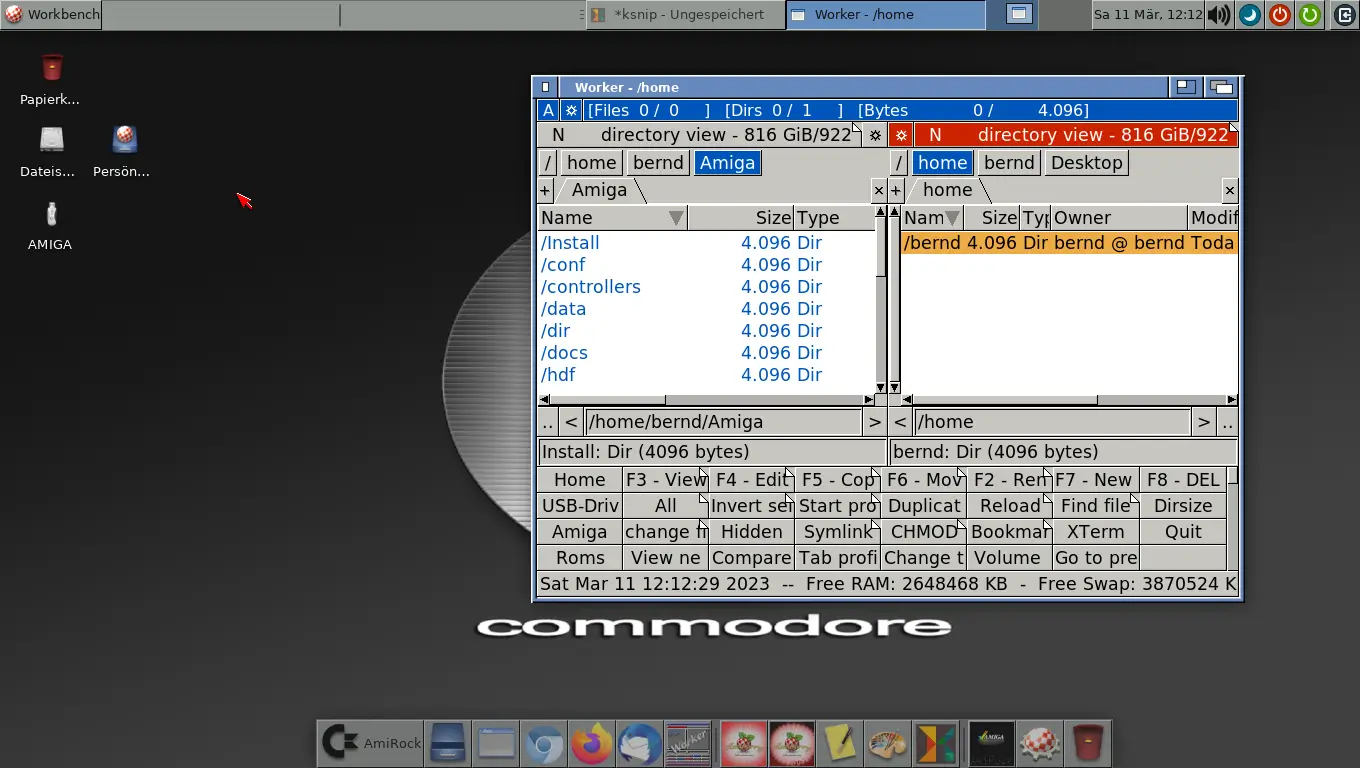 Workbench
*ksnip - Ungespeichert
Worker - /home
Sa 11 Mär, 12:12
Papierk...
Dateis...
Persön...
AMIGA
Worker - /home
A [Files 0 / 0 ] [Dirs 0 / 1 ] [Bytes 0 / 4.096]
N directory view - 816 GiB/922
N directory view - 816 GiB/922
/ home bernd Amiga
/ home bernd Desktop
+ Amiga ×
+ home ×
Name Size Type
/Install 4.096 Dir
/conf 4.096 Dir
/controllers 4.096 Dir
/data 4.096 Dir
/dir 4.096 Dir
/docs 4.096 Dir
/hdf 4.096 Dir
Nam Size Typ Owner Modif
/bernd 4.096 Dir bernd @ bernd Toda
.. < /home/bernd/Amiga >
< /home > ..
Install: Dir (4096 bytes)
bernd: Dir (4096 bytes)
Home F3 - View F4 - Edit F5 - Cop F6 - Mov F2 - Ren F7 - New F8 - DEL
USB-Driv All Invert sel Start pro Duplicat Reload Find file Dirsize
Amiga change Hidden Symlink CHMOD Bookmar XTerm Quit
Roms View ne Compare Tab profi Change t Volume Go to pre
Sat Mar 11 12:12:29 2023 -- Free RAM: 2648468 KB - Free Swap: 3870524 K
commodore
AmiRock
Worker
AMIGA